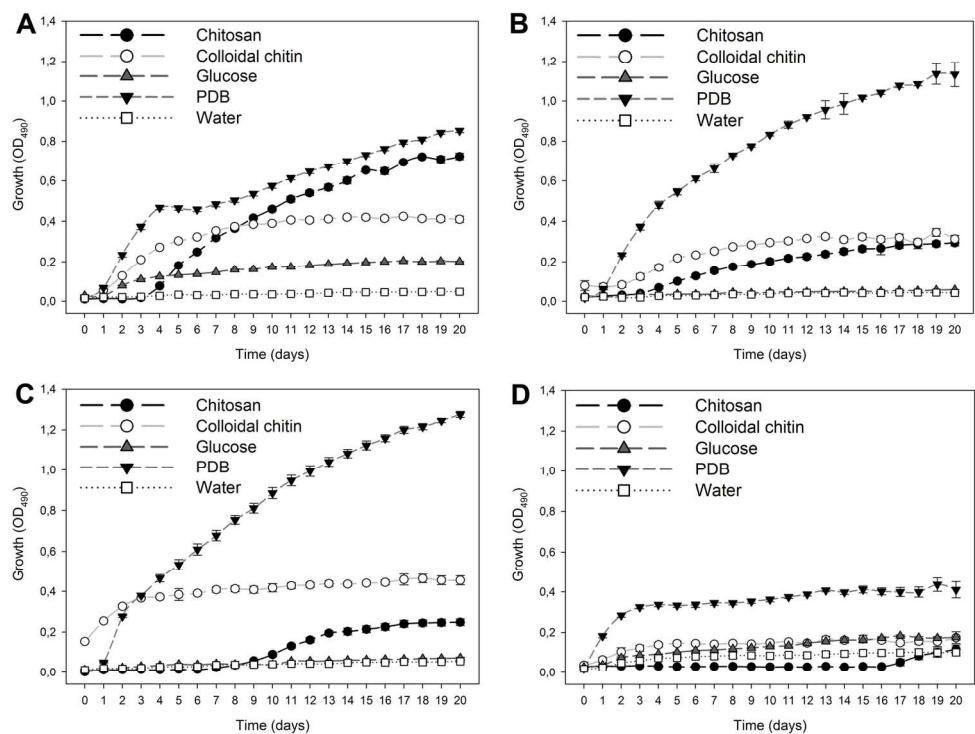 A
Chitosan
Colloidal chitin
Glucose
PDB
Water
Growth (OD490)
1,4
1,2
1,0
0,8
0,6
0,4
0,2
0,0
0 1 2 3 4 5 6 7 8 9 10 11 12 13 14 15 16 17 18 19 20
Time (days)
B
Chitosan
Colloidal chitin
Glucose
PDB
Water
Growth (OD490)
1,4
1,2
1,0
0,8
0,6
0,4
0,2
0,0
0 1 2 3 4 5 6 7 8 9 10 11 12 13 14 15 16 17 18 19 20
Time (days)
C
Chitosan
Colloidal chitin
Glucose
PDB
Water
Growth (OD490)
1,4
1,2
1,0
0,8
0,6
0,4
0,2
0,0
0 1 2 3 4 5 6 7 8 9 10 11 12 13 14 15 16 17 18 19 20
Time (days)
D
Chitosan
Colloidal chitin
Glucose
PDB
Water
Growth (OD490)
1,4
1,2
1,0
0,8
0,6
0,4
0,2
0,0
0 1 2 3 4 5 6 7 8 9 10 11 12 13 14 15 16 17 18 19 20
Time (days)